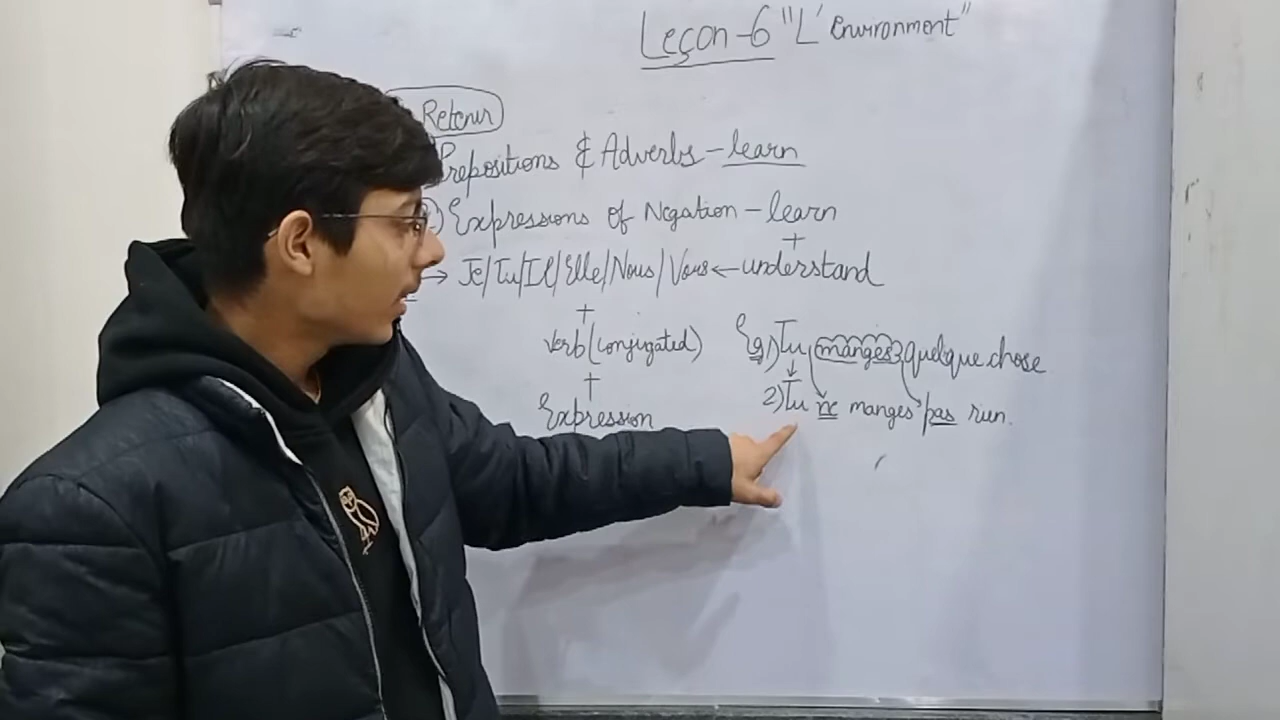 Leçon-6 "L'environment"
Retour
Prepositions & Adverbs - learn
2) Expressions of Negation - learn
+
→ Je/Tu/Il/Elle/Nous/Vous ← understand
+
verb (conjugated)
+
Expression
Eg 1) Tu manges quelque chose
2) Tu ne manges pas rien.